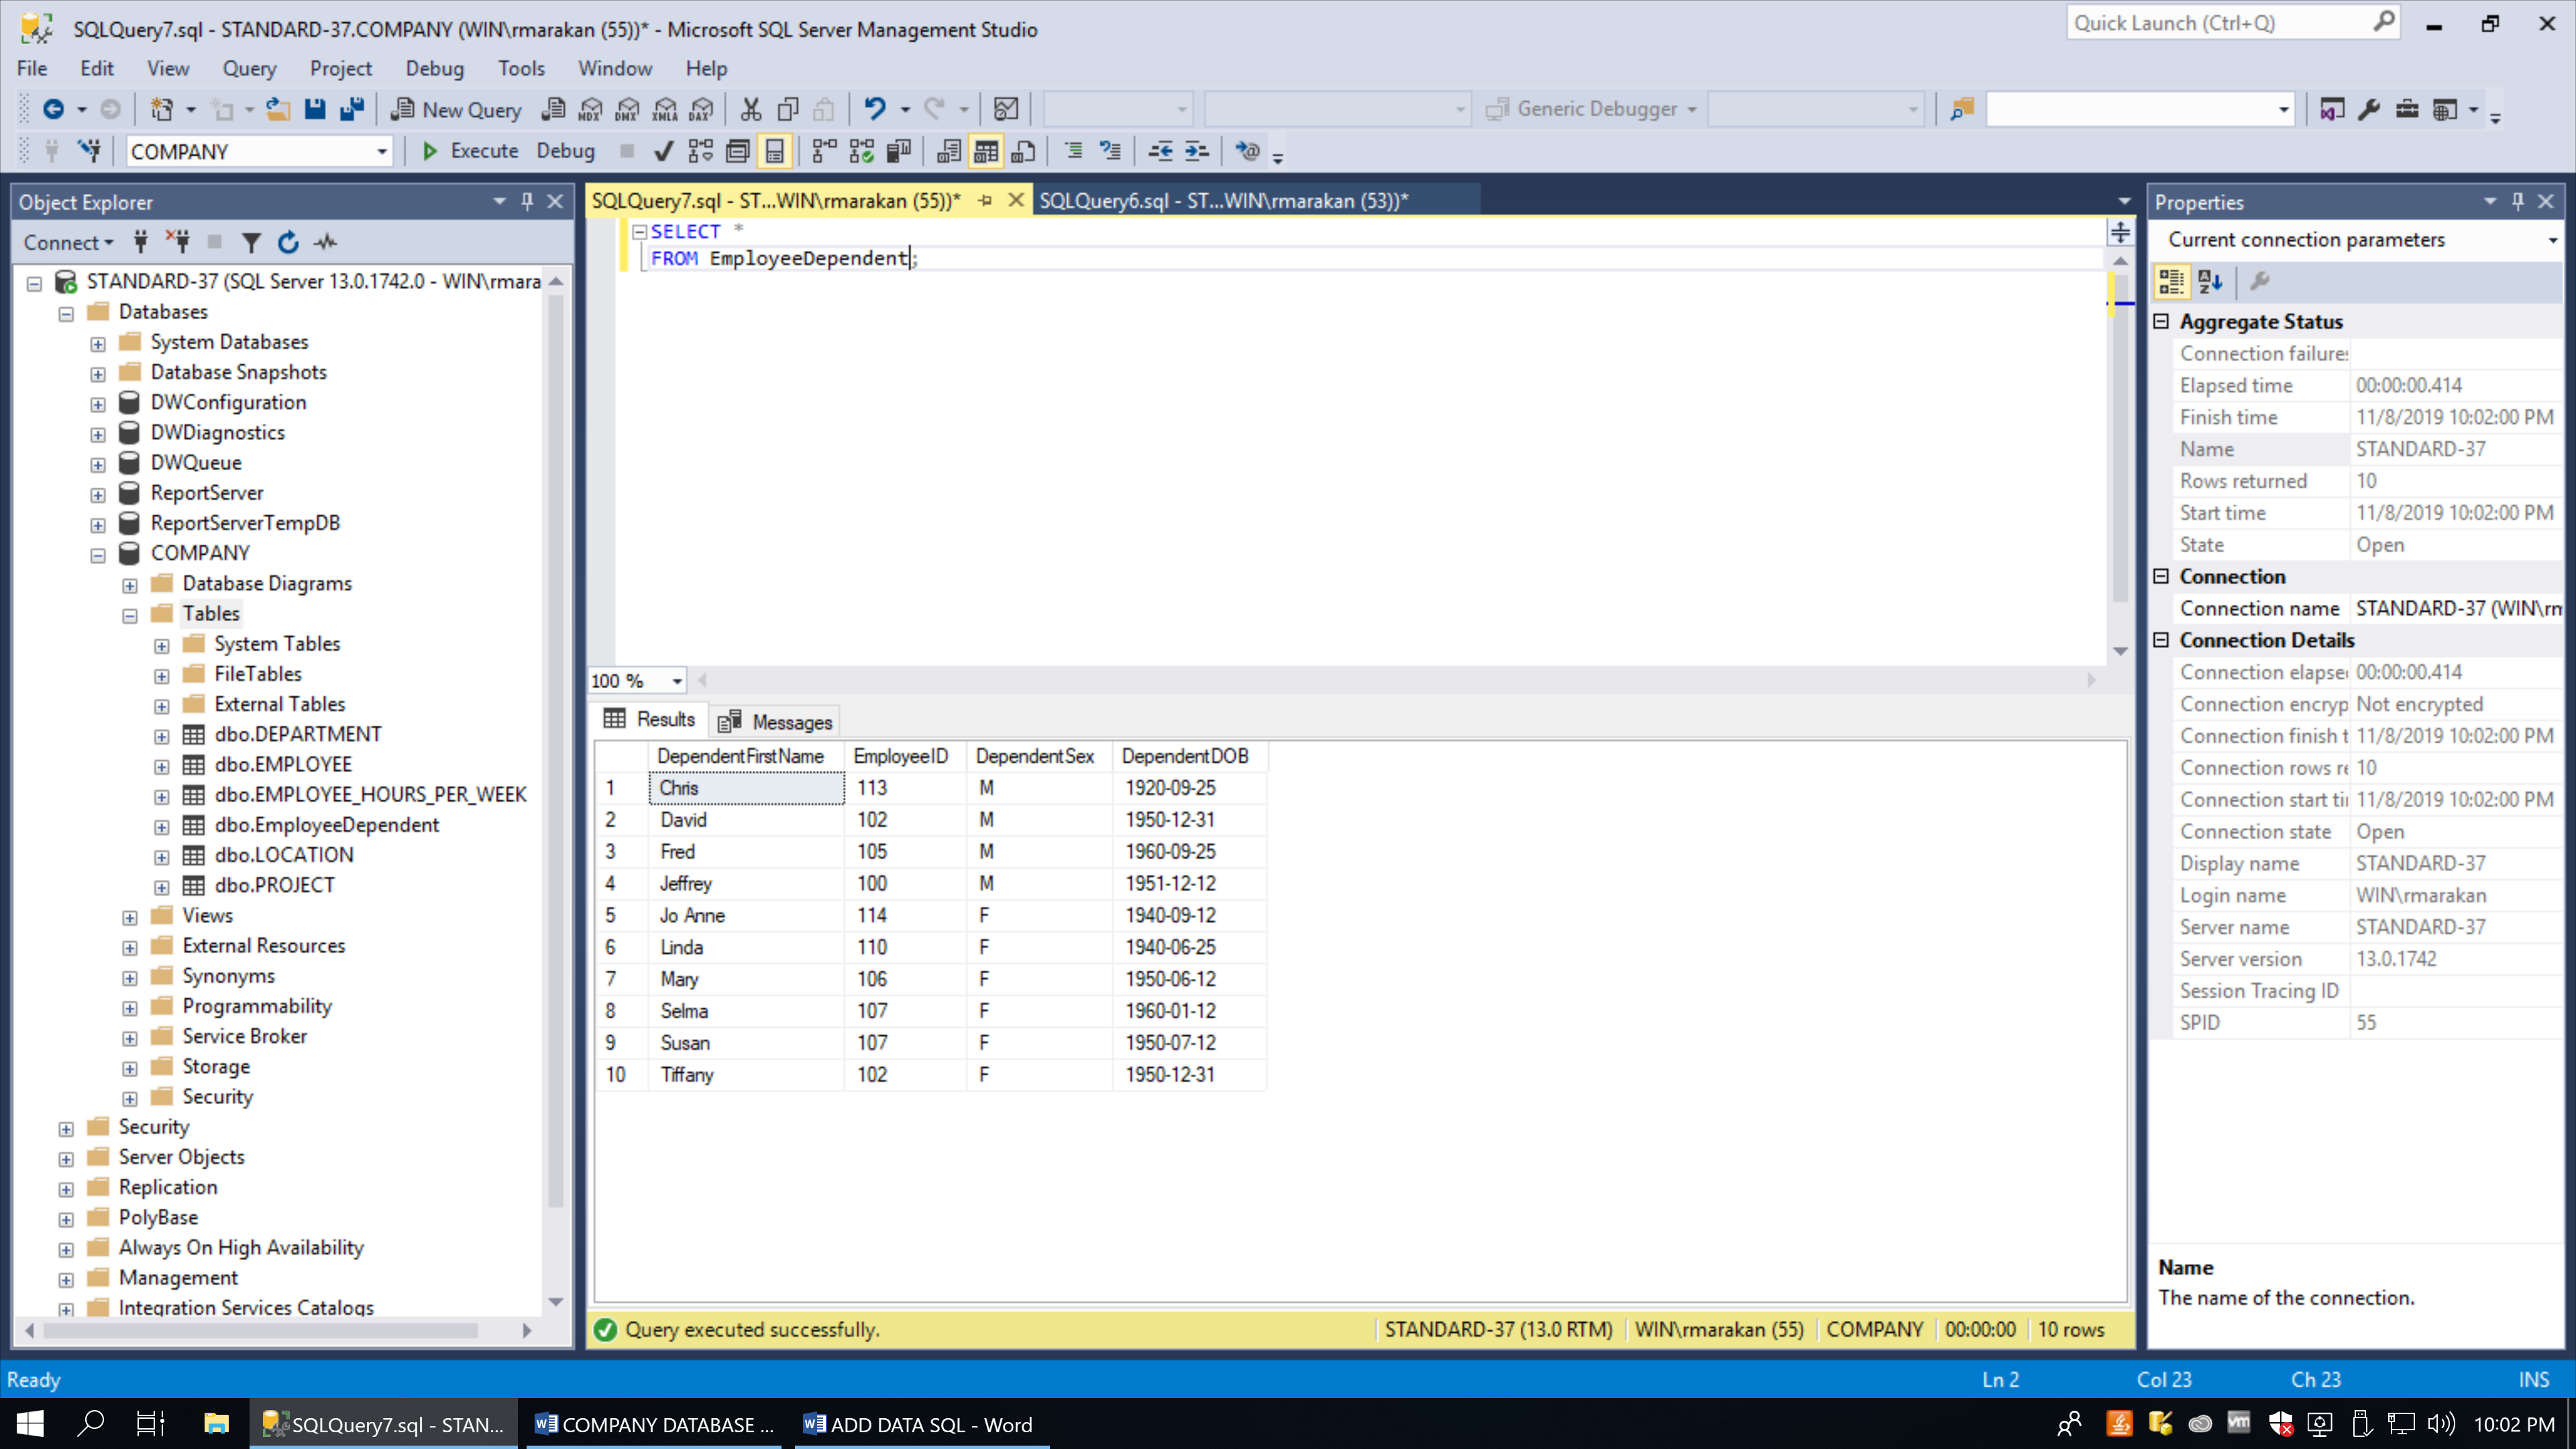 SQLQuery7.sql - STANDARD-37.COMPANY (WIN\rmarakan (55))* - Microsoft SQL Server Management Studio
Quick Launch (Ctrl+Q)
File Edit View Query Project Debug Tools Window Help
New Query MDX DMX XMLA DAX Generic Debugger
COMPANY Execute Debug
Object Explorer
Connect
STANDARD-37 (SQL Server 13.0.1742.0 - WIN\rmara
Databases
System Databases
Database Snapshots
DWConfiguration
DWDiagnostics
DWQueue
ReportServer
ReportServerTempDB
COMPANY
Database Diagrams
Tables
System Tables
FileTables
External Tables
dbo.DEPARTMENT
dbo.EMPLOYEE
dbo.EMPLOYEE_HOURS_PER_WEEK
dbo.EmployeeDependent
dbo.LOCATION
dbo.PROJECT
Views
External Resources
Synonyms
Programmability
Service Broker
Storage
Security
Security
Server Objects
Replication
PolyBase
Always On High Availability
Management
Integration Services Catalogs
SQLQuery7.sql - ST...WIN\rmarakan (55))* SQLQuery6.sql - ST...WIN\rmarakan (53))*
SELECT *
FROM EmployeeDependent;
100 %
Results Messages
DependentFirstName EmployeeID DependentSex DependentDOB
1 Chris 113 M 1920-09-25
2 David 102 M 1950-12-31
3 Fred 105 M 1960-09-25
4 Jeffrey 100 M 1951-12-12
5 Jo Anne 114 F 1940-09-12
6 Linda 110 F 1940-06-25
7 Mary 106 F 1950-06-12
8 Selma 107 F 1960-01-12
9 Susan 107 F 1950-07-12
10 Tiffany 102 F 1950-12-31
Query executed successfully. STANDARD-37 (13.0 RTM) WIN\rmarakan (55) COMPANY 00:00:00 10 rows
Properties
Current connection parameters
Aggregate Status
Connection failures
Elapsed time 00:00:00.414
Finish time 11/8/2019 10:02:00 PM
Name STANDARD-37
Rows returned 10
Start time 11/8/2019 10:02:00 PM
State Open
Connection
Connection name STANDARD-37 (WIN\rm
Connection Details
Connection elapse 00:00:00.414
Connection encryp Not encrypted
Connection finish t 11/8/2019 10:02:00 PM
Connection rows re 10
Connection start ti 11/8/2019 10:02:00 PM
Connection state Open
Display name STANDARD-37
Login name WIN\rmarakan
Server name STANDARD-37
Server version 13.0.1742
Session Tracing ID
SPID 55
Name
The name of the connection.
Ready Ln 2 Col 23 Ch 23 INS
SQLQuery7.sql - STAN... COMPANY DATABASE ... ADD DATA SQL - Word vm 10:02 PM